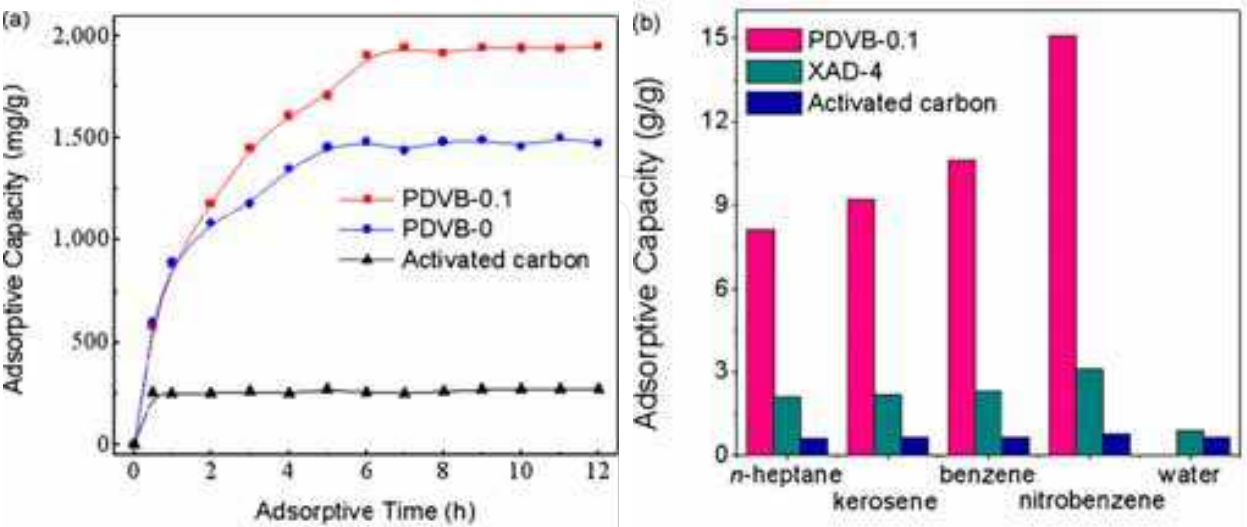 (a)
2.000
1.500
1.000
500
0
Adsorptive Capacity (mg/g)
PDVB-0.1
PDVB-0
Activated carbon
0 2 4 6 8 10 12
Adsorptive Time (h)
(b)
15
12
9
6
3
0
Adsorptive Capacity (g/g)
PDVB-0.1
XAD-4
Activated carbon
n-heptane benzene water
kerosene nitrobenzene